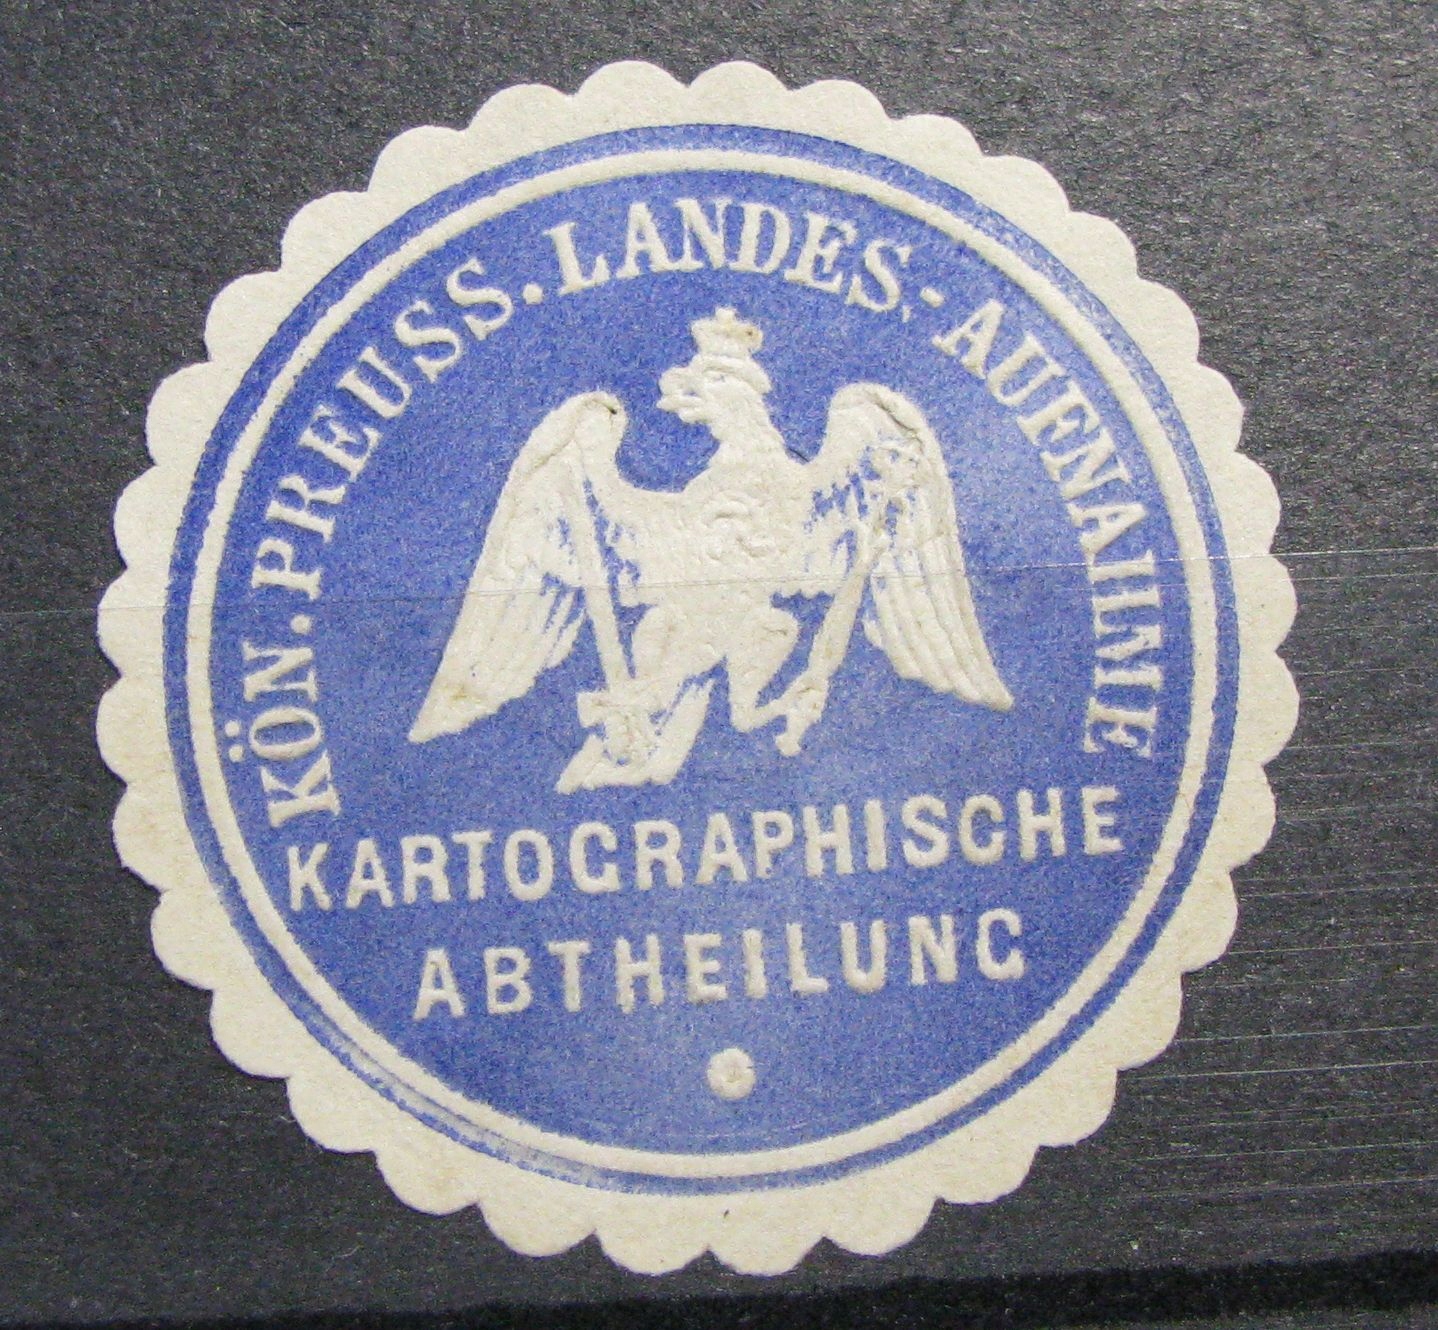 KÖN. PREUSS. LANDES-AUFNAHME
KARTOGRAPHISCHE
ABTHEILUNG